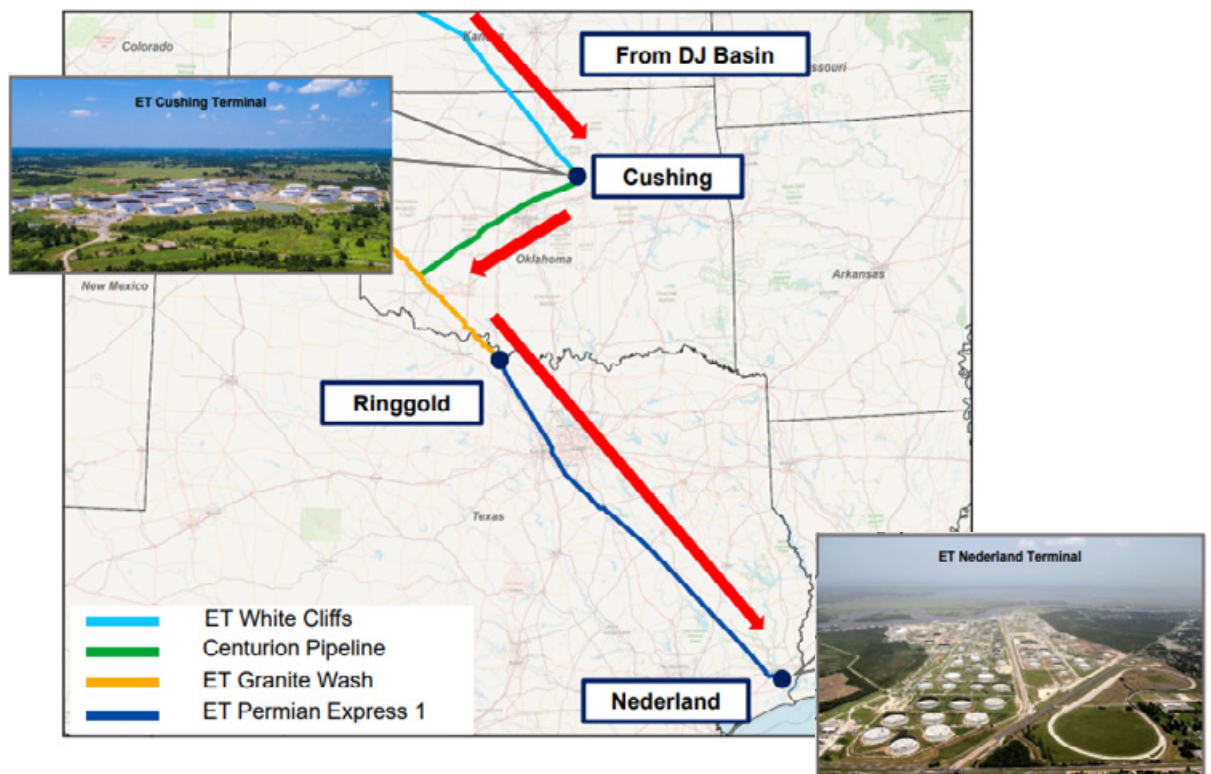 Colorado
Kansas
From DJ Basin
ssouri
ET Cushing Terminal
Cushing
Oklahoma
Arkansas
New Mexico
Ringgold
Texas
ET Nederland Terminal
ET White Cliffs
Centurion Pipeline
ET Granite Wash
ET Permian Express 1
Nederland